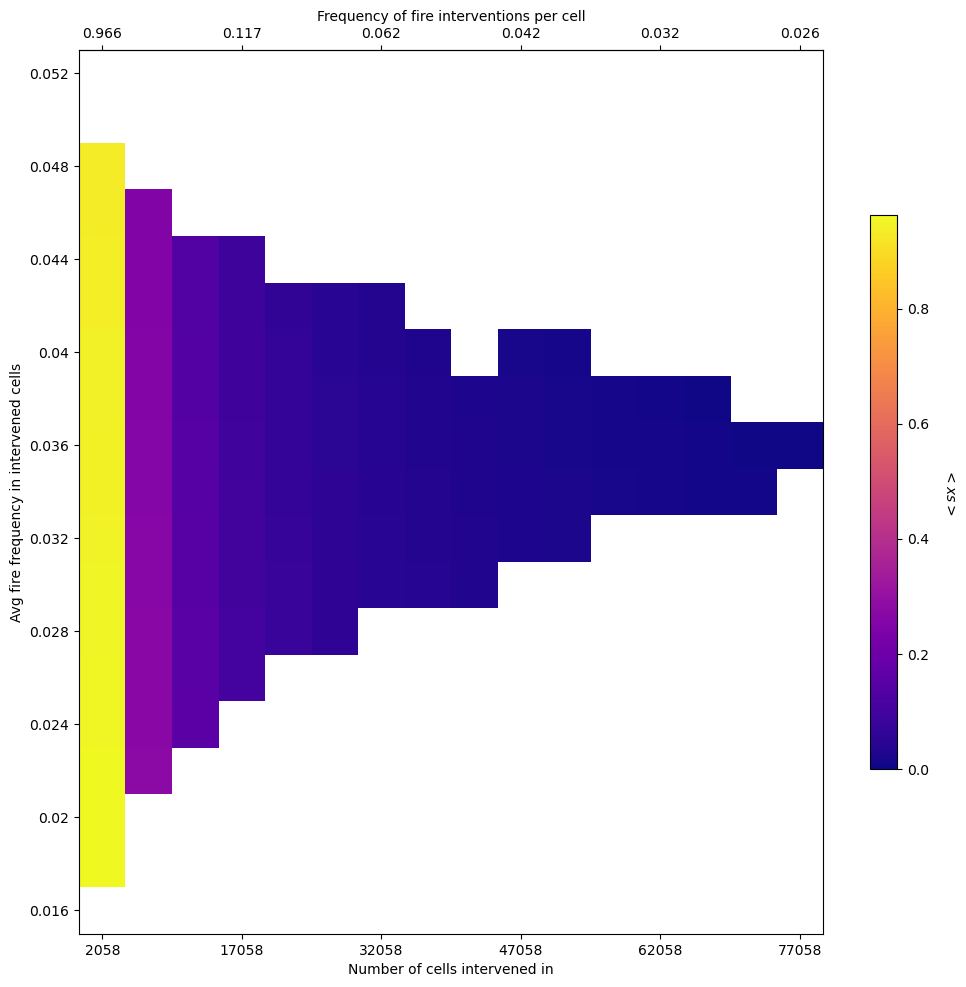 Frequency of fire interventions per cell
0.966 0.117 0.062 0.042 0.032 0.026
0.052
0.048
0.044
0.04
0.036
0.032
0.028
0.024
0.02
0.016
Avg fire frequency in intervened cells
2058 17058 32058 47058 62058 77058
Number of cells intervened in
0.8
0.6
0.4
0.2
0.0
< sx >